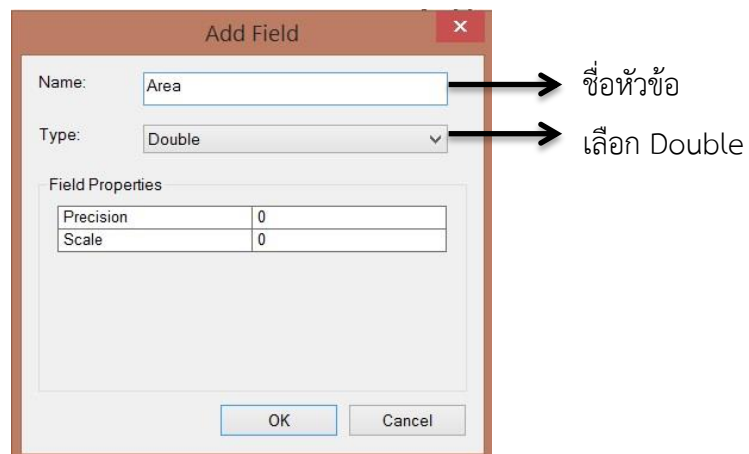 Add Field
Name: Area
ชื่อหัวข้อ
Type: Double
เลือก Double
Field Properties
Precision 0
Scale 0
OK Cancel